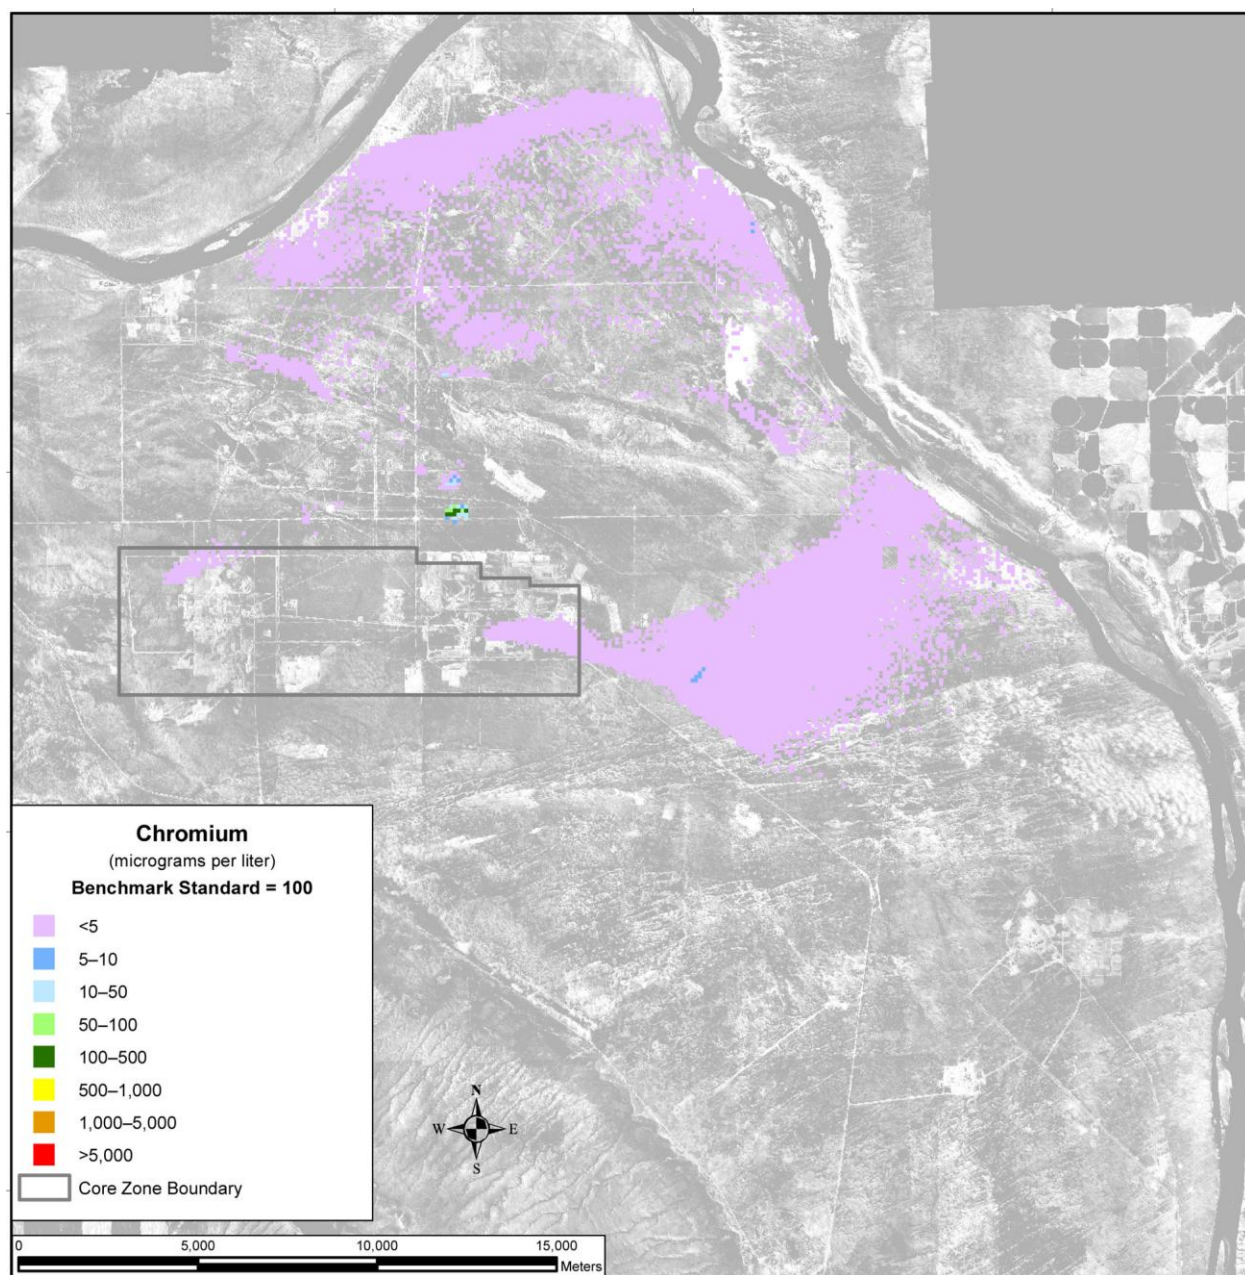 Chromium
(micrograms per liter)
Benchmark Standard = 100
<5
5–10
10–50
50–100
100–500
500–1,000
1,000–5,000
>5,000
Core Zone Boundary
N
W E
S
0 5,000 10,000 15,000
Meters